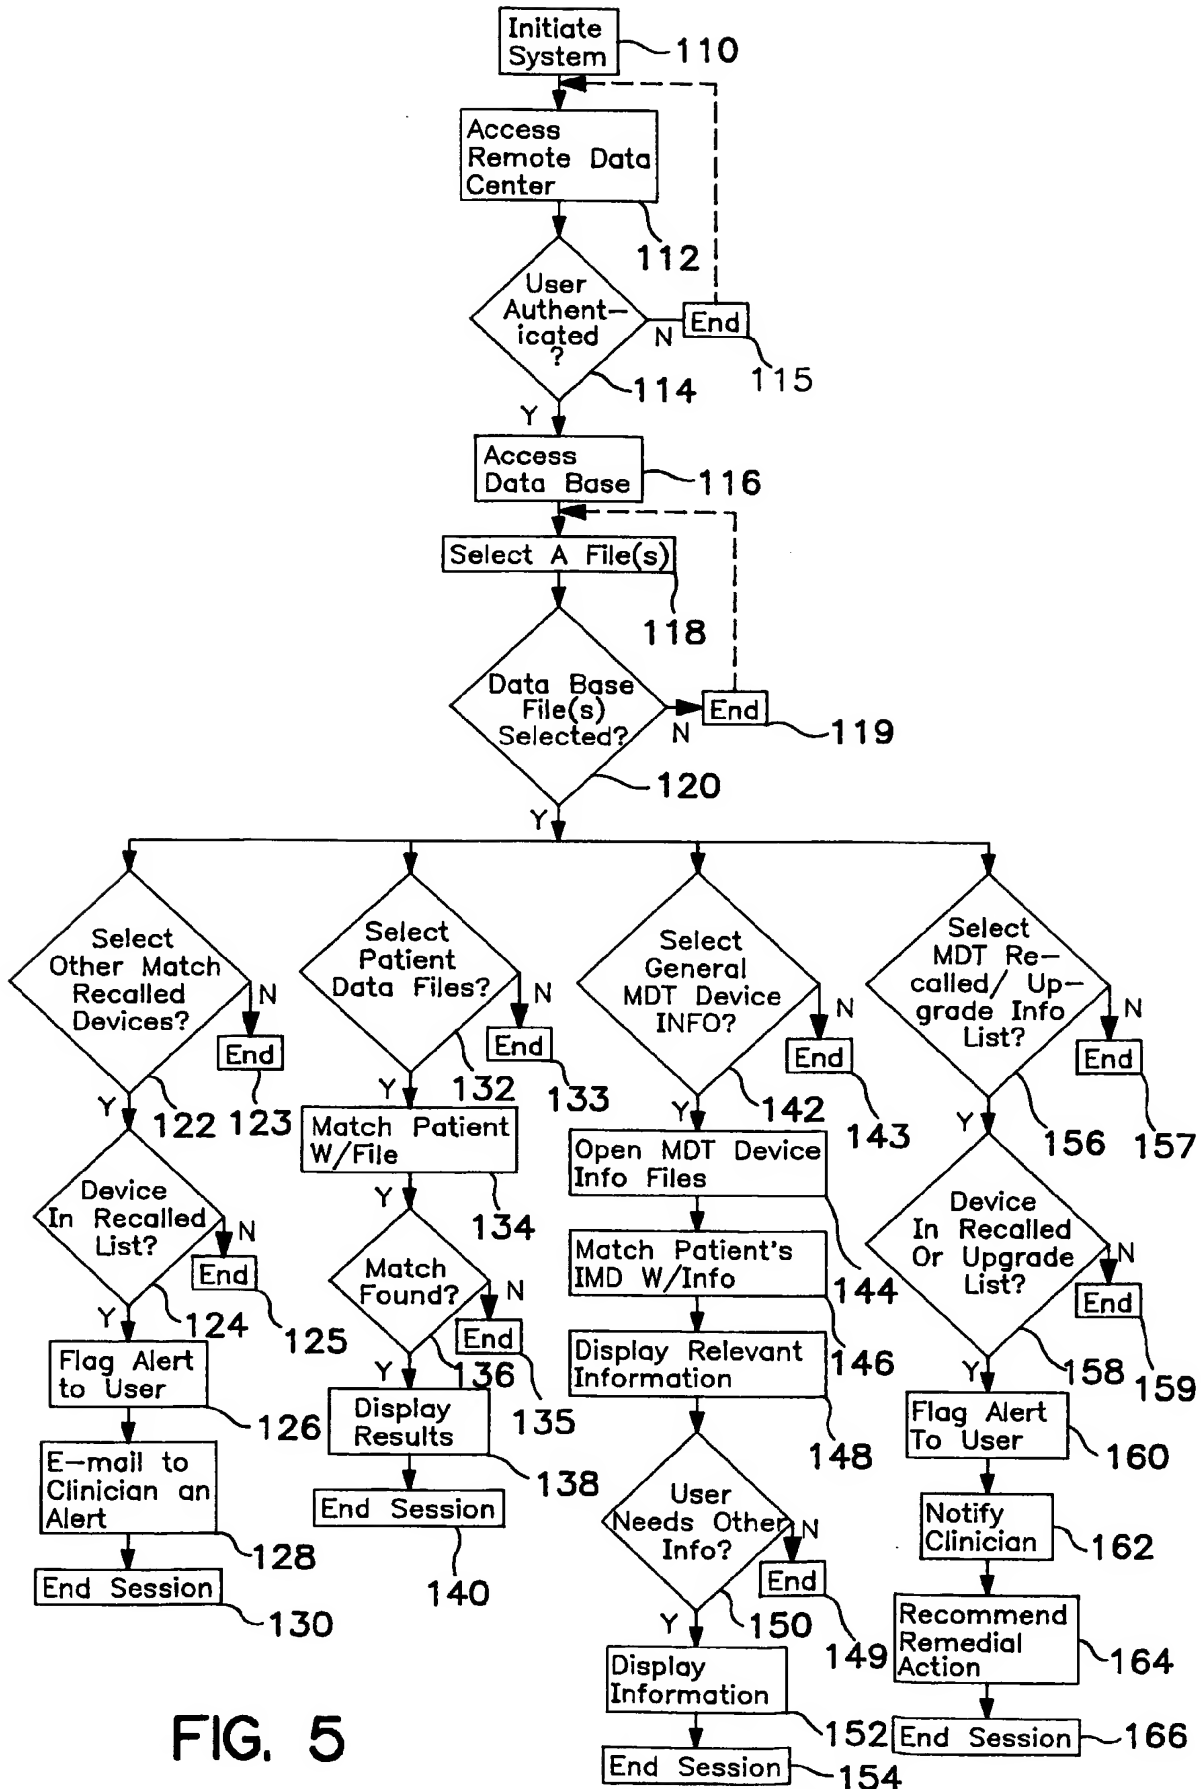 Initiate
System
110
Access
Remote Data
Center
112
User
Authent-
icated
?
N
End
115
114
Y
Access
Data Base
116
Select A File(s)
118
Data Base
File(s)
Selected?
N
End
119
120
Y
Select
Other Match
Recalled
Devices?
N
End
123
122
Y
Device
In Recalled
List?
N
End
125
124
Y
Flag Alert
to User
126
E-mail to
Clinician an
Alert
128
End Session
130
Select
Patient
Data Files?
N
End
133
132
Y
Match Patient
W/File
134
Y
Match
Found?
N
End
135
136
Y
Display
Results
138
End Session
140
Select
General
MDT Device
INFO?
N
End
143
142
Y
Open MDT Device
Info Files
144
Match Patient's
IMD W/Info
146
Display Relevant
Information
148
User
Needs Other
Info?
N
End
149
150
Y
Display
Information
152
End Session
154
Select
MDT Re-
called/ Up-
grade Info
List?
N
End
157
156
Y
Device
In Recalled
Or Upgrade
List?
N
End
159
158
Y
Flag Alert
To User
160
Notify
Clinician
162
Recommend
Remedial
Action
164
End Session
166
FIG. 5